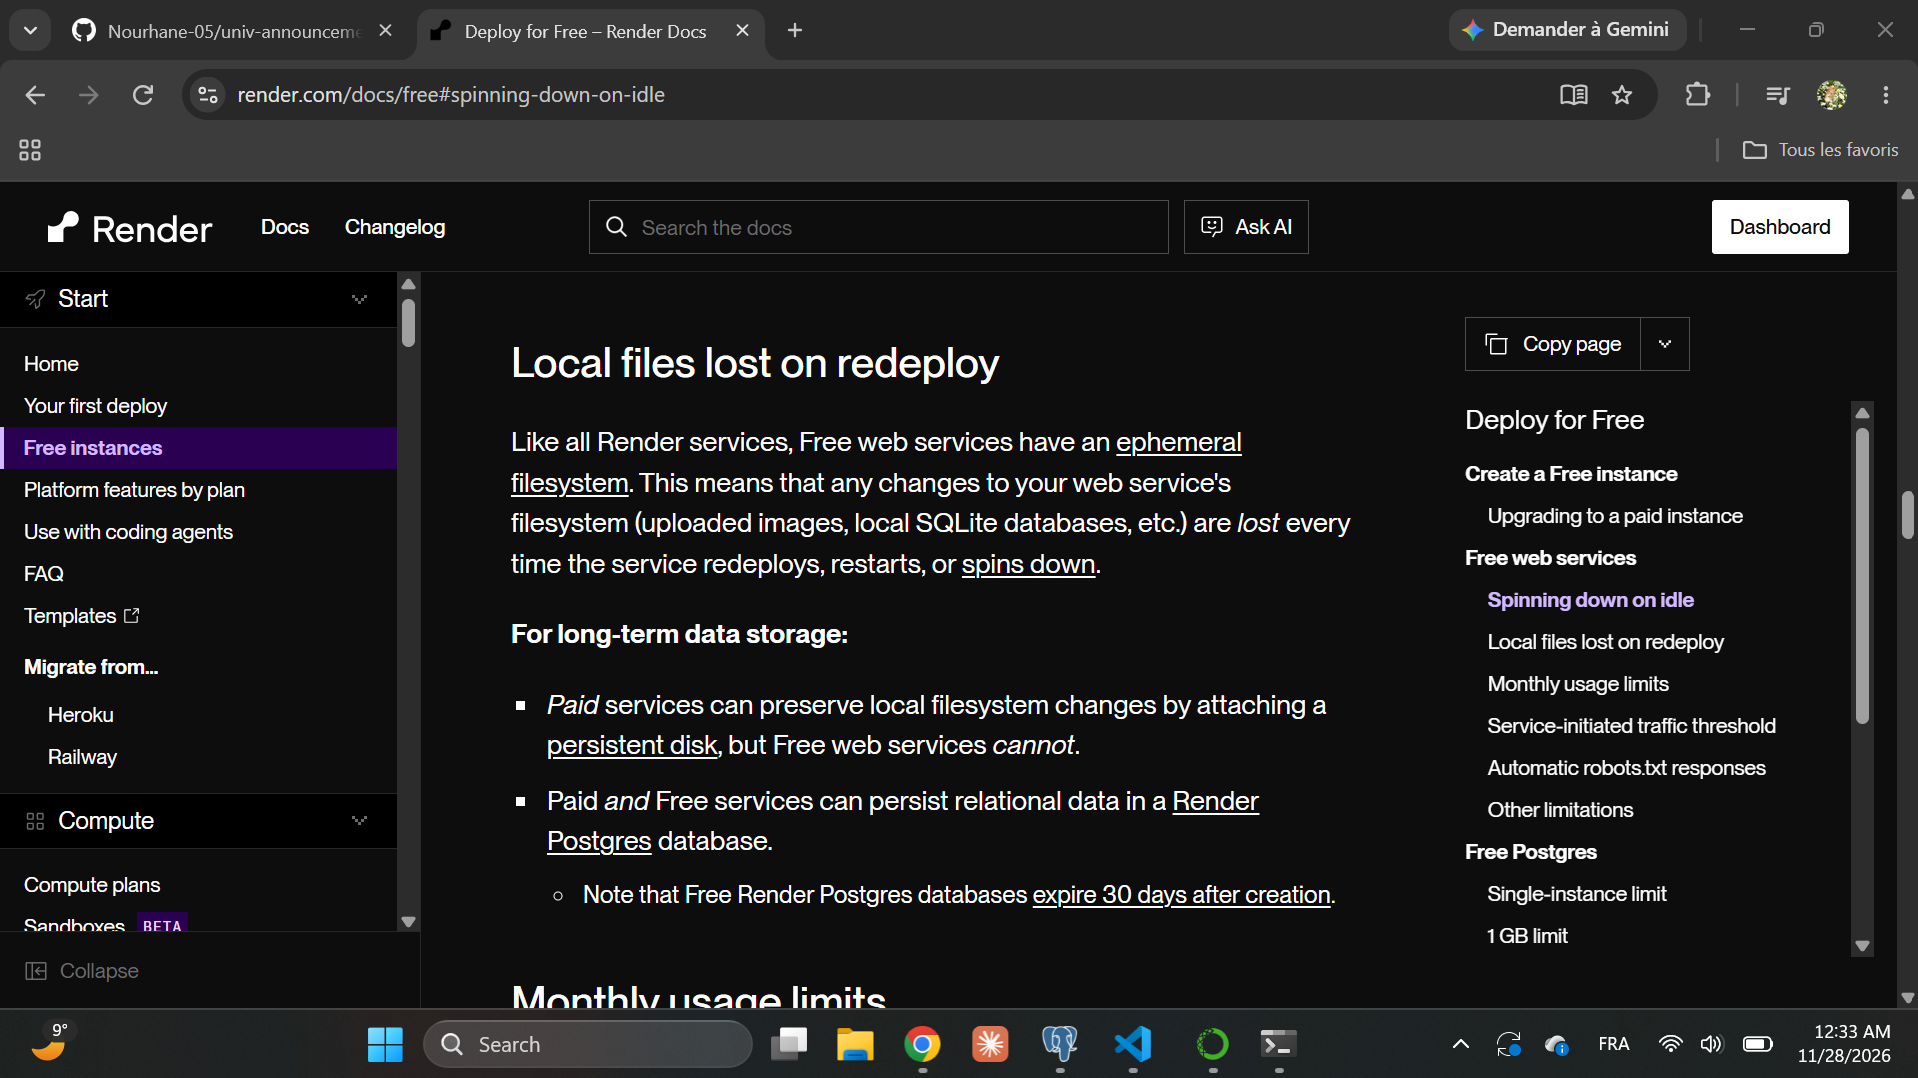 Nourhane-05/univ-announceme
Deploy for Free – Render Docs
Demander à Gemini
render.com/docs/free#spinning-down-on-idle
Tous les favoris
Render
Docs
Changelog
Search the docs
Ask AI
Dashboard
Start
Home
Your first deploy
Free instances
Platform features by plan
Use with coding agents
FAQ
Templates
Migrate from...
Heroku
Railway
Compute
Compute plans
Sandboxes BETA
Collapse
Local files lost on redeploy
Like all Render services, Free web services have an ephemeral
filesystem. This means that any changes to your web service's
filesystem (uploaded images, local SQLite databases, etc.) are lost every
time the service redeploys, restarts, or spins down.
For long-term data storage:
Paid services can preserve local filesystem changes by attaching a
persistent disk, but Free web services cannot.
Paid and Free services can persist relational data in a Render
Postgres database.
Note that Free Render Postgres databases expire 30 days after creation.
Monthly usage limits
Copy page
Deploy for Free
Create a Free instance
Upgrading to a paid instance
Free web services
Spinning down on idle
Local files lost on redeploy
Monthly usage limits
Service-initiated traffic threshold
Automatic robots.txt responses
Other limitations
Free Postgres
Single-instance limit
1 GB limit
9°
Search
FRA
12:33 AM
11/28/2026